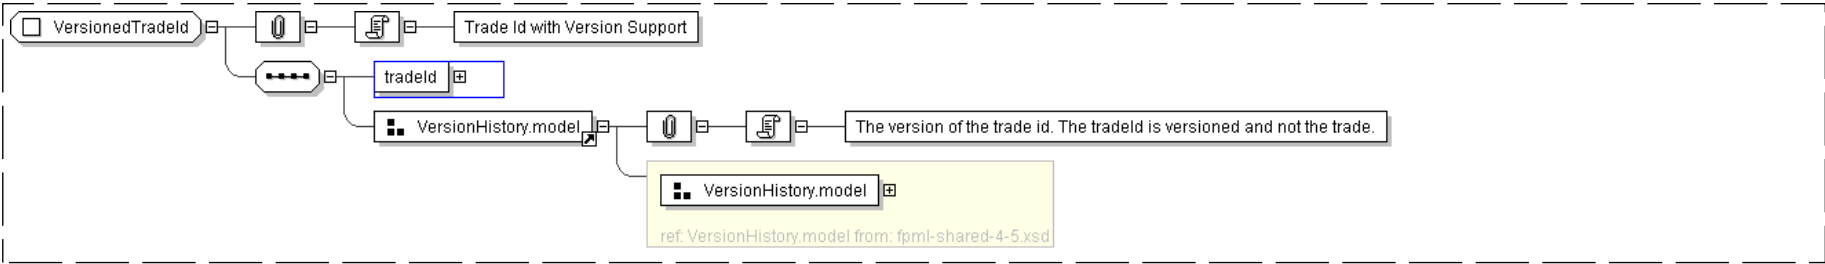 VersionedTradeId
Trade Id with Version Support
tradeId
VersionHistory.model
The version of the trade id. The tradeId is versioned and not the trade.
VersionHistory.model
ref: VersionHistory.model from: fpml-shared-4-5.xsd